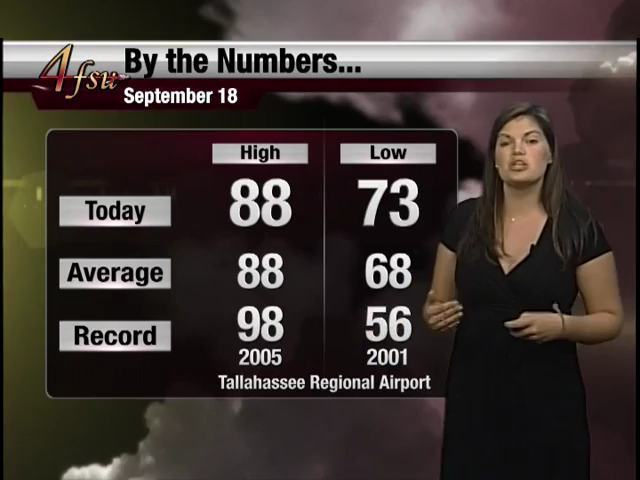 4fsu
By the Numbers...
September 18
High Low
Today 88 73
Average 88 68
Record 98 56
2005 2001
Tallahassee Regional Airport